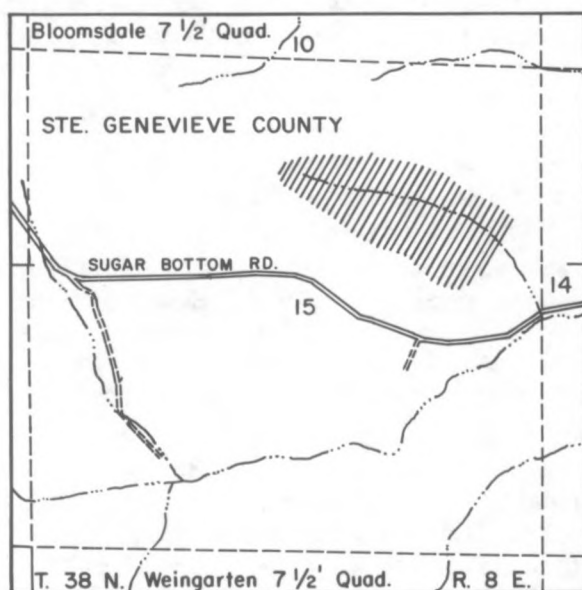 Bloomsdale 7 ½' Quad.
10
STE. GENEVIEVE COUNTY
SUGAR BOTTOM RD.
14
15
T. 38 N. Weingarten 7 ½' Quad. R. 8 E.